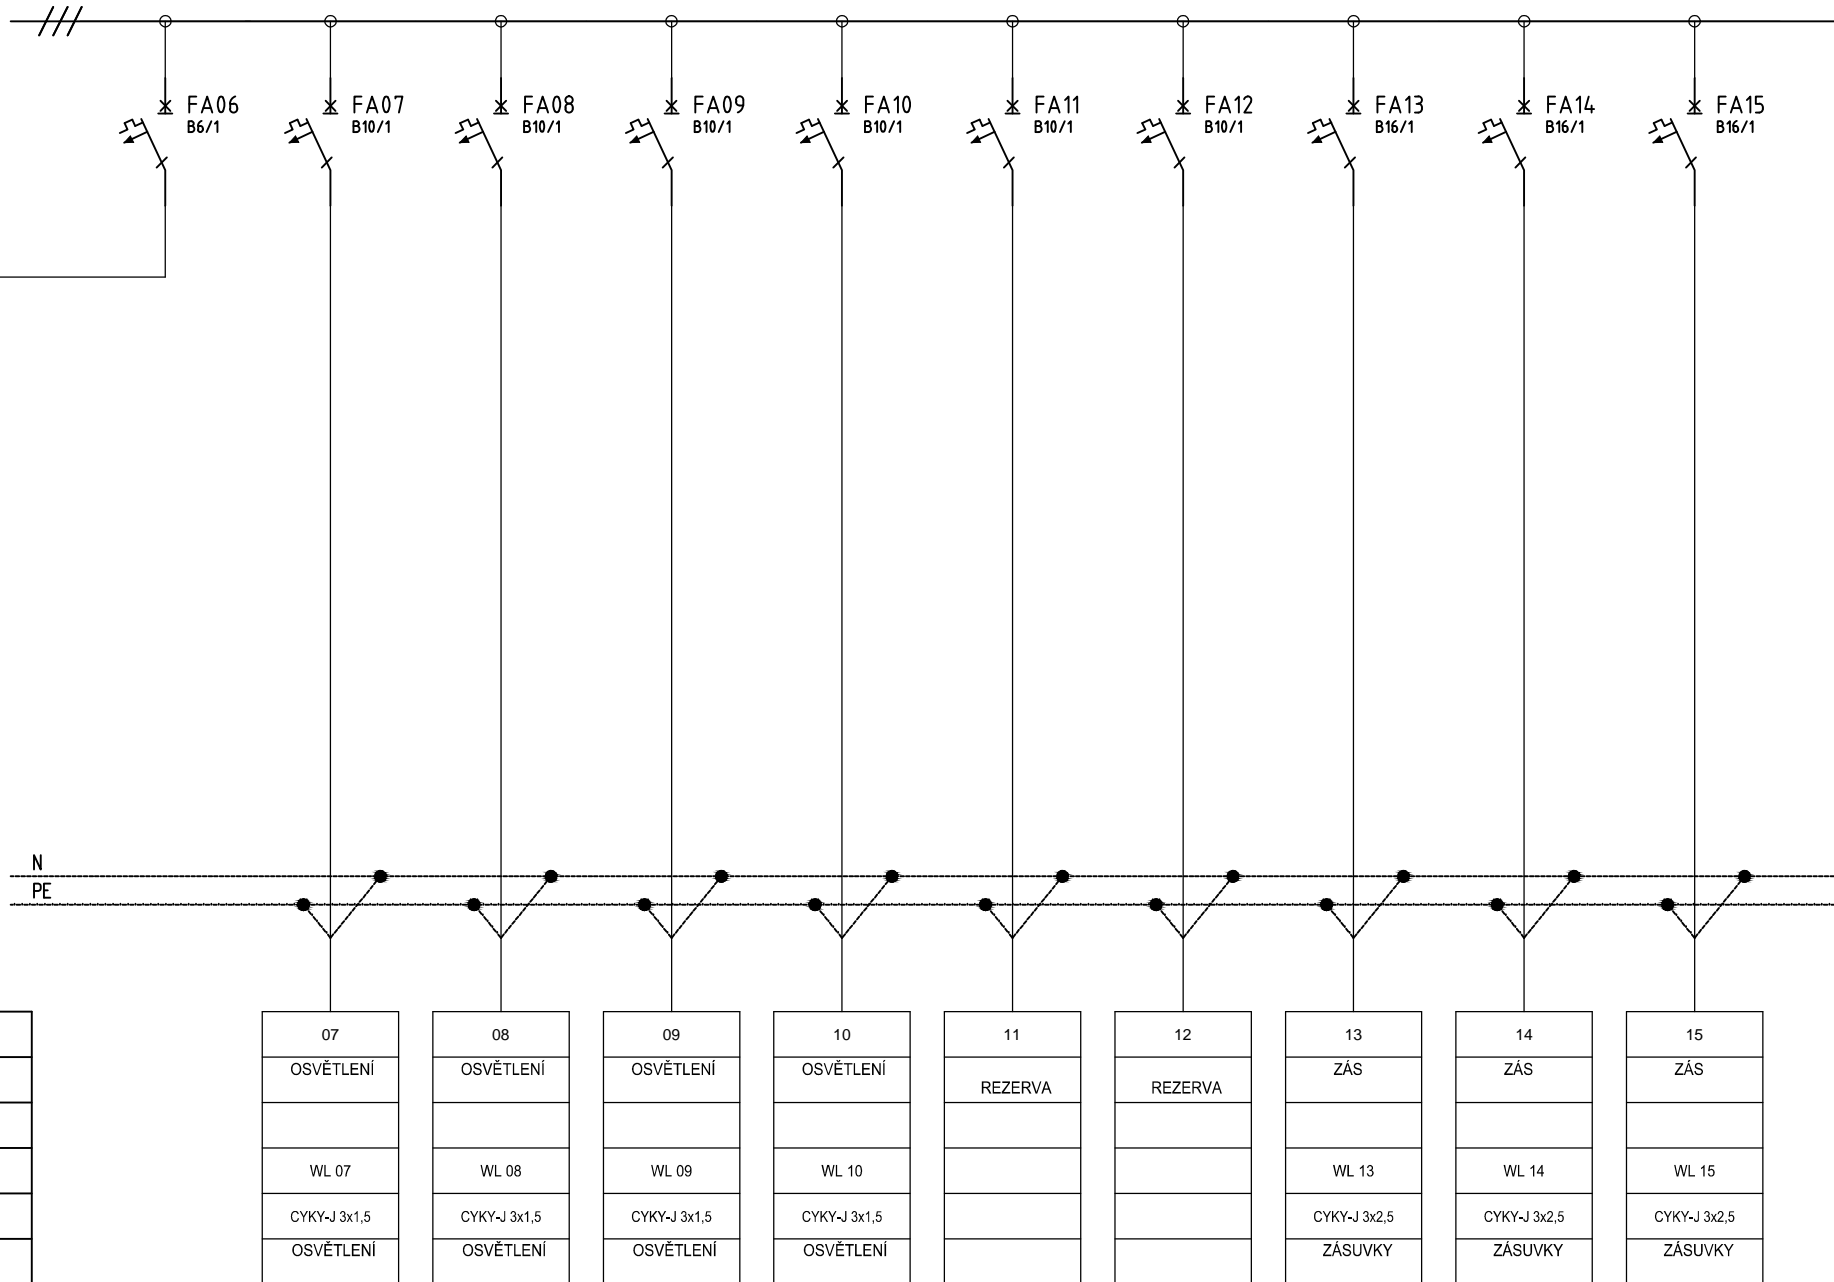 FA06 FA07 FA08 FA09 FA10 FA11 FA12 FA13 FA14 FA15
B6/1 B10/1 B10/1 B10/1 B10/1 B10/1 B10/1 B16/1 B16/1 B16/1
N
PE
07 08 09 10 11 12 13 14 15
OSVĚTLENÍ OSVĚTLENÍ OSVĚTLENÍ OSVĚTLENÍ ZÁS ZÁS ZÁS
REZERVA REZERVA
WL 07 WL 08 WL 09 WL 10 WL 13 WL 14 WL 15
CYKY-J 3x1,5 CYKY-J 3x1,5 CYKY-J 3x1,5 CYKY-J 3x1,5 CYKY-J 3x2,5 CYKY-J 3x2,5 CYKY-J 3x2,5
OSVĚTLENÍ OSVĚTLENÍ OSVĚTLENÍ OSVĚTLENÍ ZÁSUVKY ZÁSUVKY ZÁSUVKY